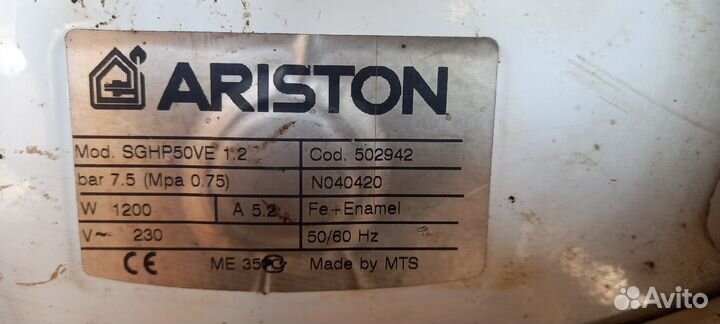 ARISTON
Mod. SGHP50VE 1.2 Cod. 502942
bar 7.5 (Mpa 0.75) N040420
W 1200 A 5.2 Fe+Enamel
V~ 230 50/60 Hz
CE ME Made by MTS
Avito